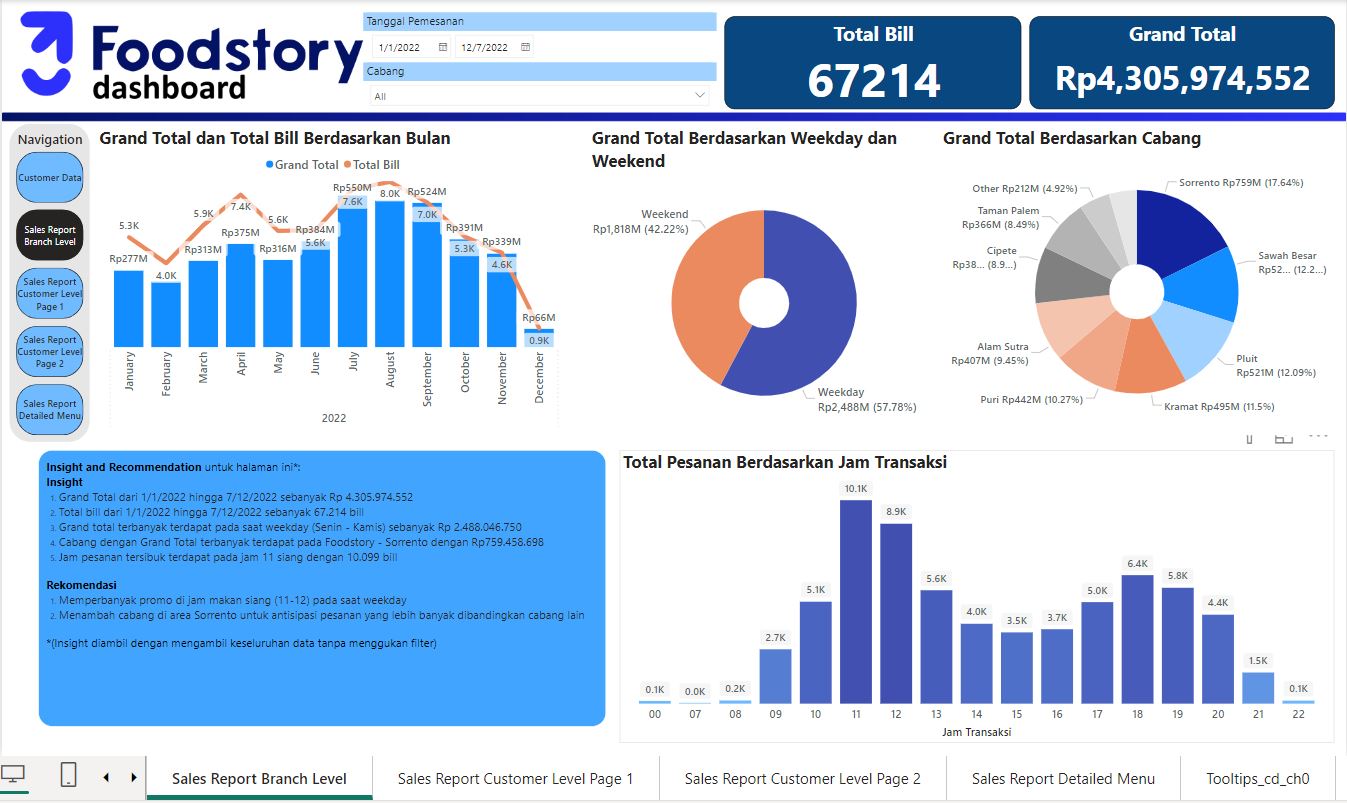 Foodstory
dashboard
Tanggal Pemesanan
1/1/2022
12/7/2022
Cabang
All
Total Bill
67214
Grand Total
Rp4,305,974,552
Navigation
Customer Data
Sales Report
Branch Level
Sales Report
Customer Level
Page 1
Sales Report
Customer Level
Page 2
Sales Report
Detailed Menu
Grand Total dan Total Bill Berdasarkan Bulan
Grand Total
Total Bill
5.3K
4.0K
5.9K
7.4K
5.6K
5.6K
7.6K
8.0K
7.0K
5.3K
4.6K
0.9K
Rp277M
Rp313M
Rp375M
Rp316M
Rp384M
Rp550M
Rp524M
Rp391M
Rp339M
Rp66M
January
February
March
April
May
June
July
August
September
October
November
December
2022
Grand Total Berdasarkan Weekday dan
Weekend
Weekend
Rp1,818M (42.22%)
Weekday
Rp2,488M (57.78%)
Grand Total Berdasarkan Cabang
Other Rp212M (4.92%)
Sorrento Rp759M (17.64%)
Taman Palem
Rp366M (8.49%)
Cipete
Rp38... (8.9...)
Sawah Besar
Rp52... (12.2...)
Alam Sutra
Rp407M (9.45%)
Pluit
Rp521M (12.09%)
Puri Rp442M (10.27%)
Kramat Rp495M (11.5%)
Insight and Recommendation untuk halaman ini*:
Insight
1. Grand Total dari 1/1/2022 hingga 7/12/2022 sebanyak Rp 4.305.974.552
2. Total bill dari 1/1/2022 hingga 7/12/2022 sebanyak 67.214 bill
3. Grand total terbanyak terdapat pada saat weekday (Senin - Kamis) sebanyak Rp 2.488.046.750
4. Cabang dengan Grand Total terbanyak terdapat pada Foodstory - Sorrento dengan Rp759.458.698
5. Jam pesanan tersibuk terdapat pada jam 11 siang dengan 10.099 bill
Rekomendasi
1. Memperbanyak promo di jam makan siang (11-12) pada saat weekday
2. Menambah cabang di area Sorrento untuk antisipasi pesanan yang lebih banyak dibandingkan cabang lain
*(Insight diambil dengan mengambil keseluruhan data tanpa menggukan filter)
Total Pesanan Berdasarkan Jam Transaksi
0.1K
0.0K
0.2K
2.7K
5.1K
10.1K
8.9K
5.6K
4.0K
3.5K
3.7K
5.0K
6.4K
5.8K
4.4K
1.5K
0.1K
00 07 08 09 10 11 12 13 14 15 16 17 18 19 20 21 22
Jam Transaksi
Sales Report Branch Level
Sales Report Customer Level Page 1
Sales Report Customer Level Page 2
Sales Report Detailed Menu
Tooltips_cd_ch0